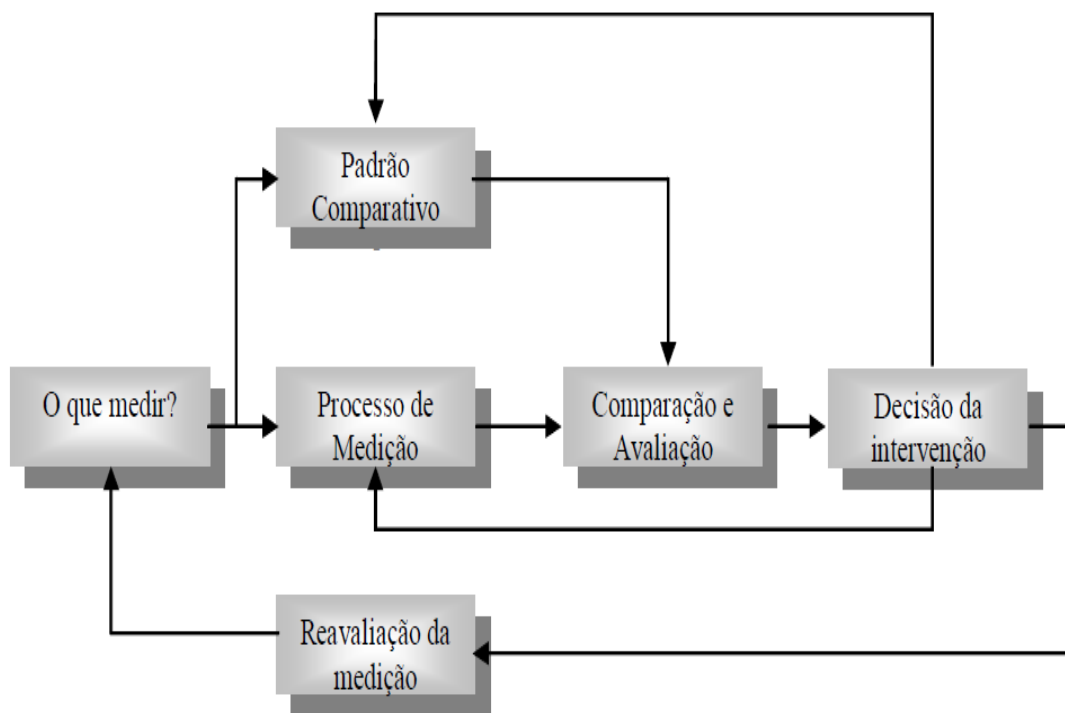 Padrão
Comparativo
O que medir?
Processo de
Medição
Comparação e
Avaliação
Decisão da
intervenção
Reavaliação da
medição